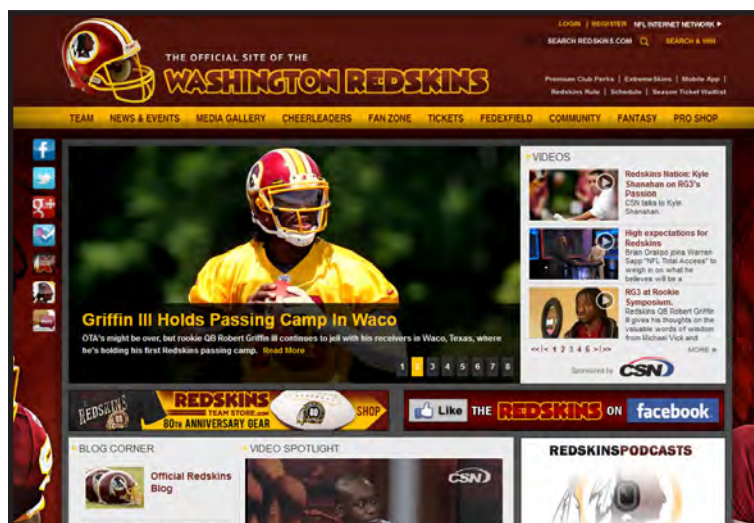 LOGIN | REGISTER NFL INTERNET NETWORK
SEARCH REDSKINS.COM SEARCH & WIN
THE OFFICIAL SITE OF THE
WASHINGTON REDSKINS
Premium Club Perks | ExtremeSkins | Mobile App |
Redskins Rule | Schedule | Season Ticket Waitlist
TEAM NEWS & EVENTS MEDIA GALLERY CHEERLEADERS FAN ZONE TICKETS FEDEXFIELD COMMUNITY FANTASY PRO SHOP
Griffin III Holds Passing Camp In Waco
OTA's might be over, but rookie QB Robert Griffin III continues to jell with his receivers in Waco, Texas, where
he's holding his first Redskins passing camp. Read More
1 2 3 4 5 6 7 8
VIDEOS
Redskins Nation: Kyle
Shanahan on RG3's
Passion
CSN talks to Kyle
Shanahan.
High expectations for
Redskins
Brian Orakpo joins Warren
Sapp "NFL Total Access" to
weigh in on what he
believes will be a
RG3 at Rookie
Symposium.
Redskins QB Robert Griffin
III gives his thoughts on the
valuable words of wisdom
from Michael Vick and
<<|< 1 2 3 4 5 >|>>
MORE
Sponsored by CSN
REDSKINS
REDSKINS
TEAM STORE.com
80TH ANNIVERSARY GEAR
80
SHOP
Like THE REDSKINS ON facebook
BLOG CORNER
Official Redskins
Blog
VIDEO SPOTLIGHT
CSN
REDSKINSPODCASTS